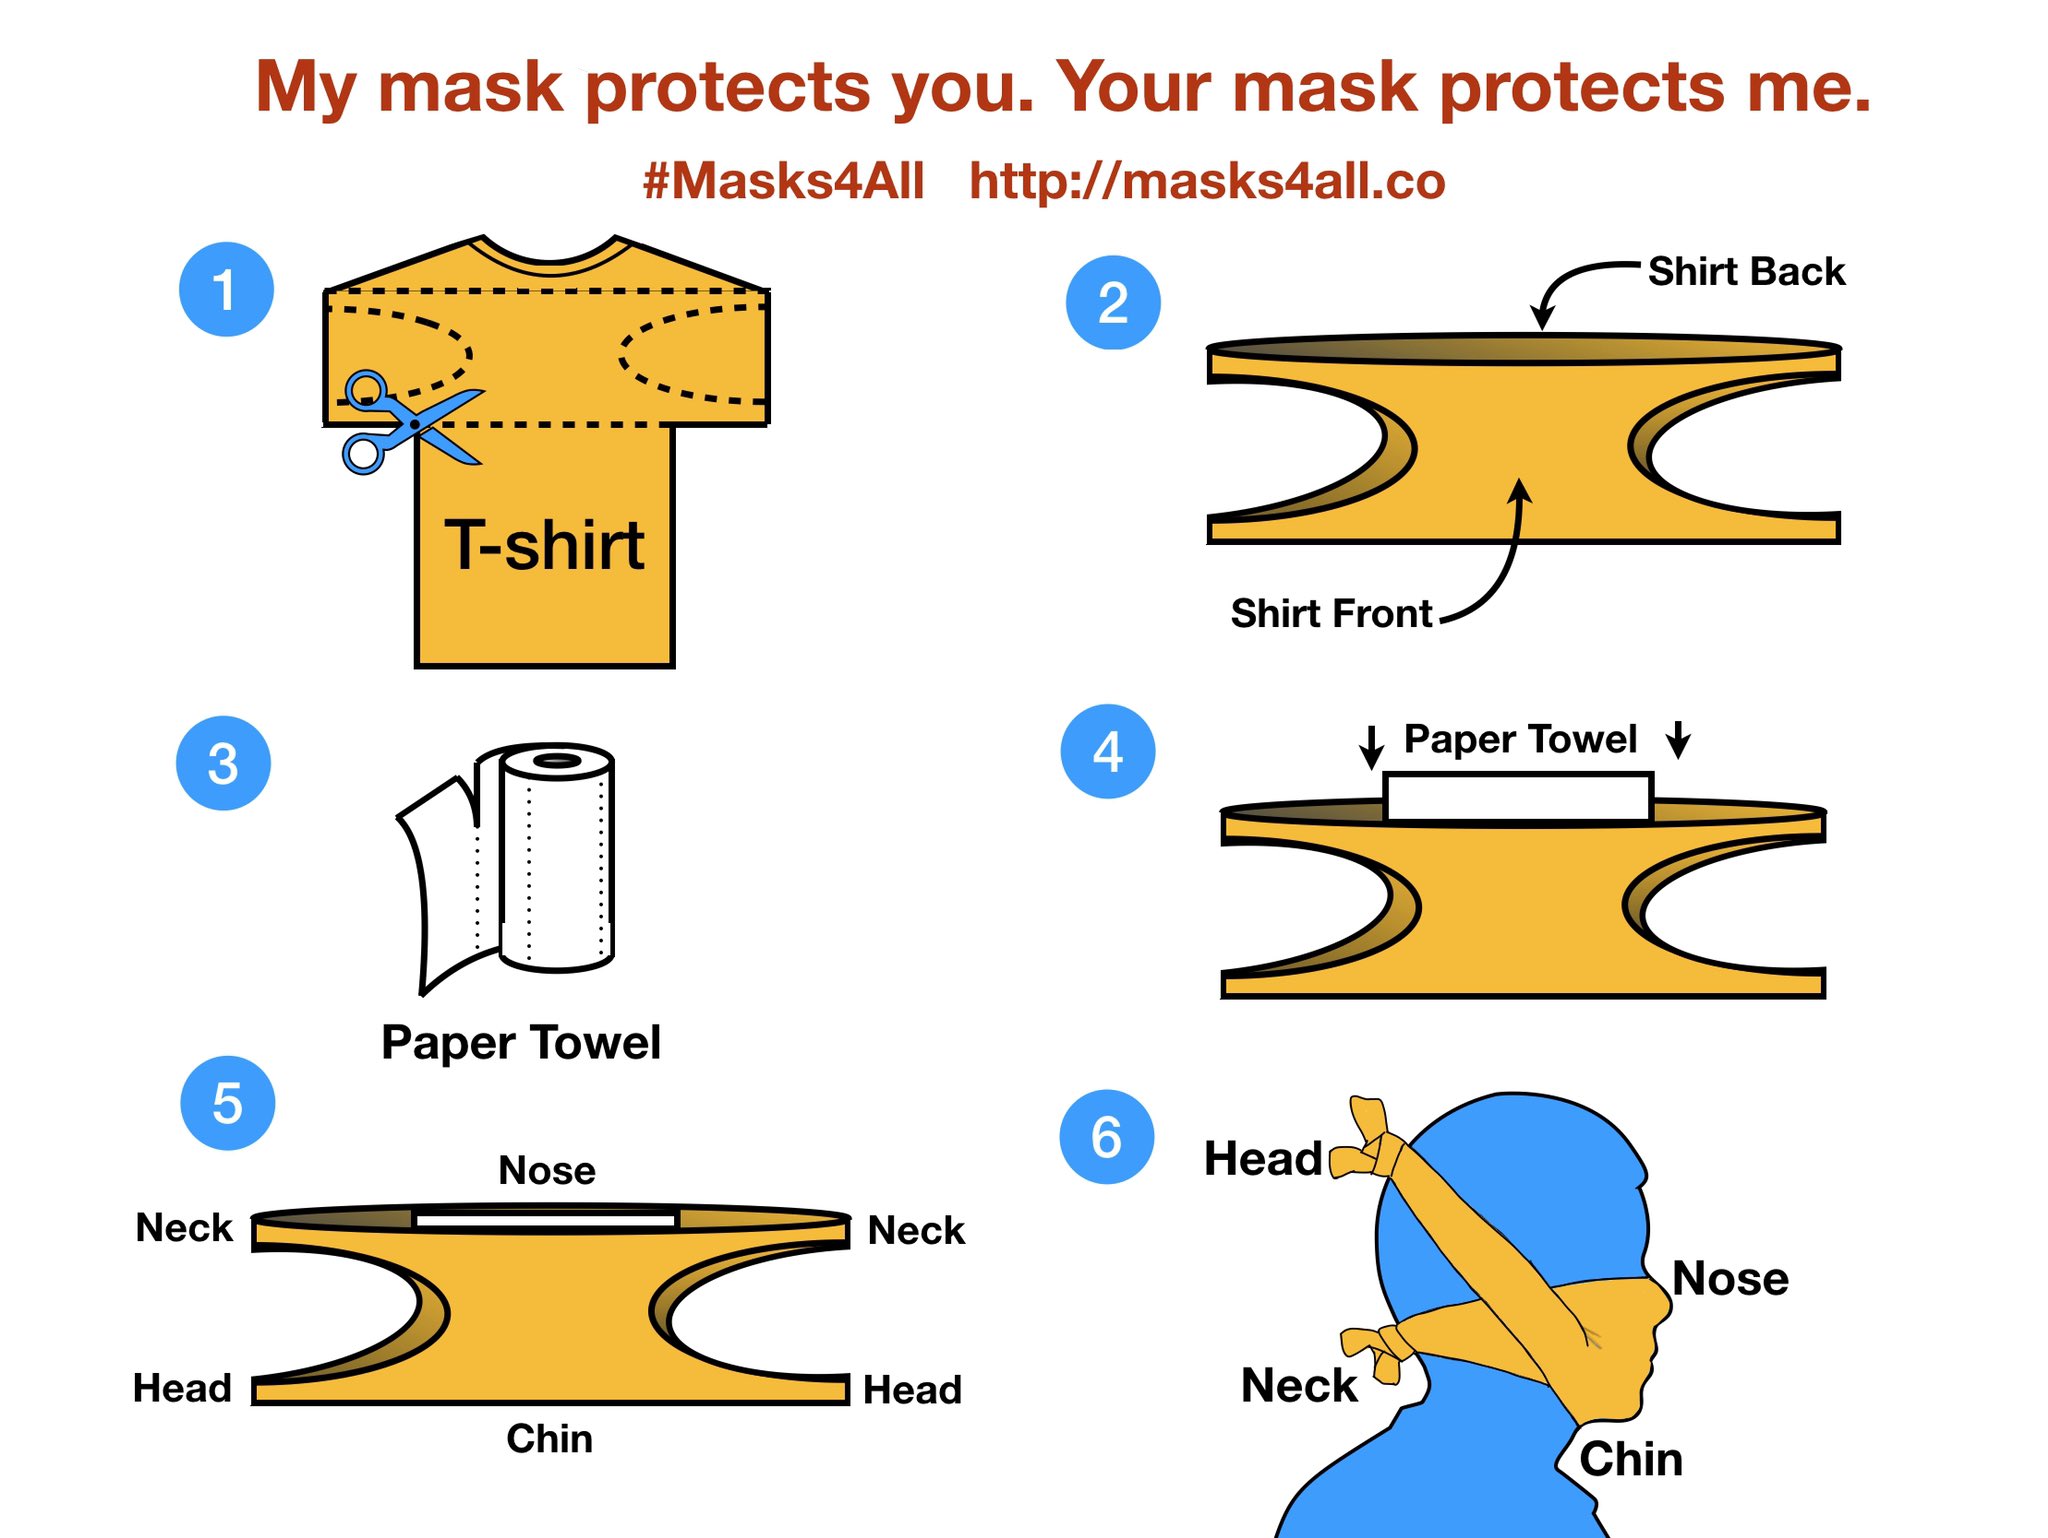 My mask protects you. Your mask protects me.
#Masks4All http://masks4all.co
1
T-shirt
2
Shirt Back
Shirt Front
3
Paper Towel
4
Paper Towel
5
Nose
Neck
Neck
Head
Head
Chin
6
Head
Nose
Neck
Chin